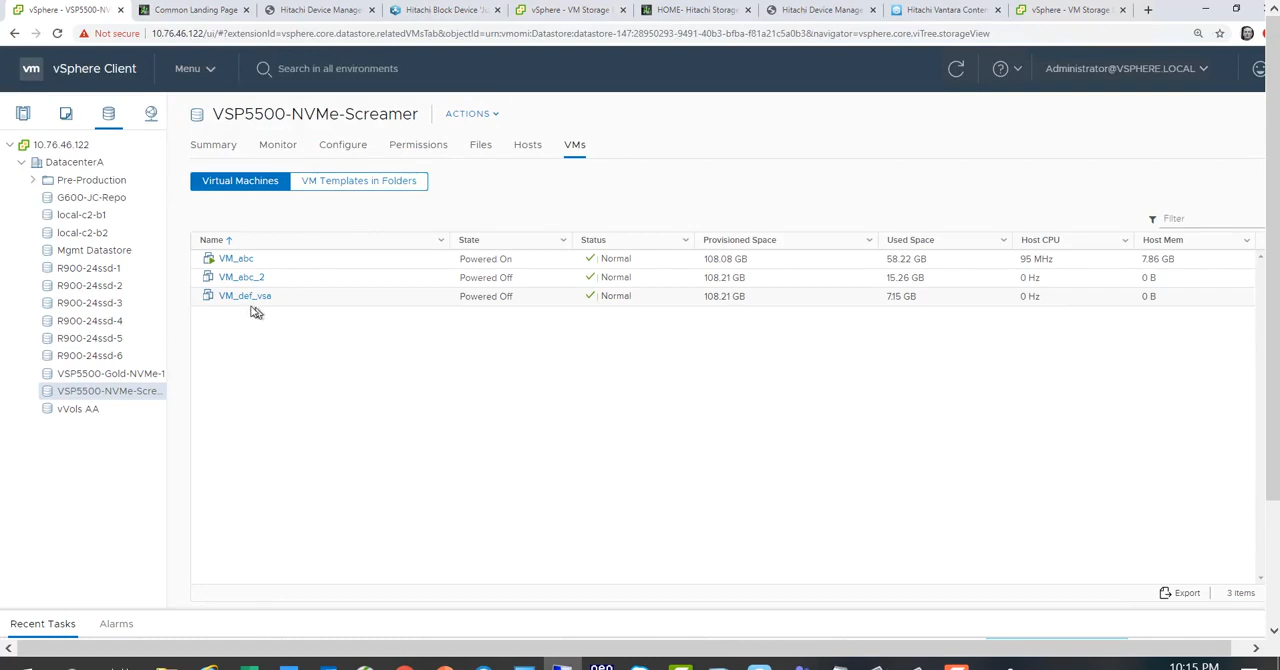 vSphere - VSP5500-NV
Common Landing Page
Hitachi Device Manage
Hitachi Block Device 'Ju
vSphere - VM Storage P
HOME- Hitachi Storage
Hitachi Device Manage
Hitachi Vantara Conten
vSphere - VM Storage
Not secure 10.76.46.122/ui/#?extensionId=vsphere.core.datastore.relatedVMsTab&objectId=urn:vmomi:Datastore:datastore-147:28950293-9491-40b3-bfba-f81a21c5a0b3&navigator=vsphere.core.viTree.storageView
vm vSphere Client Menu Search in all environments Administrator@VSPHERE.LOCAL
VSP5500-NVMe-Screamer ACTIONS
Summary Monitor Configure Permissions Files Hosts VMs
Virtual Machines VM Templates in Folders
10.76.46.122
DatacenterA
Pre-Production
G600-JC-Repo
local-c2-b1
local-c2-b2
Mgmt Datastore
R900-24ssd-1
R900-24ssd-2
R900-24ssd-3
R900-24ssd-4
R900-24ssd-5
R900-24ssd-6
VSP5500-Gold-NVMe-1
VSP5500-NVMe-Scre...
vVols AA
Filter
Name State Status Provisioned Space Used Space Host CPU Host Mem
VM_abc Powered On Normal 108.08 GB 58.22 GB 95 MHz 7.86 GB
VM_abc_2 Powered Off Normal 108.21 GB 15.26 GB 0 Hz 0 B
VM_def_vsa Powered Off Normal 108.21 GB 7.15 GB 0 Hz 0 B
Export 3 items
Recent Tasks Alarms
10:15 PM